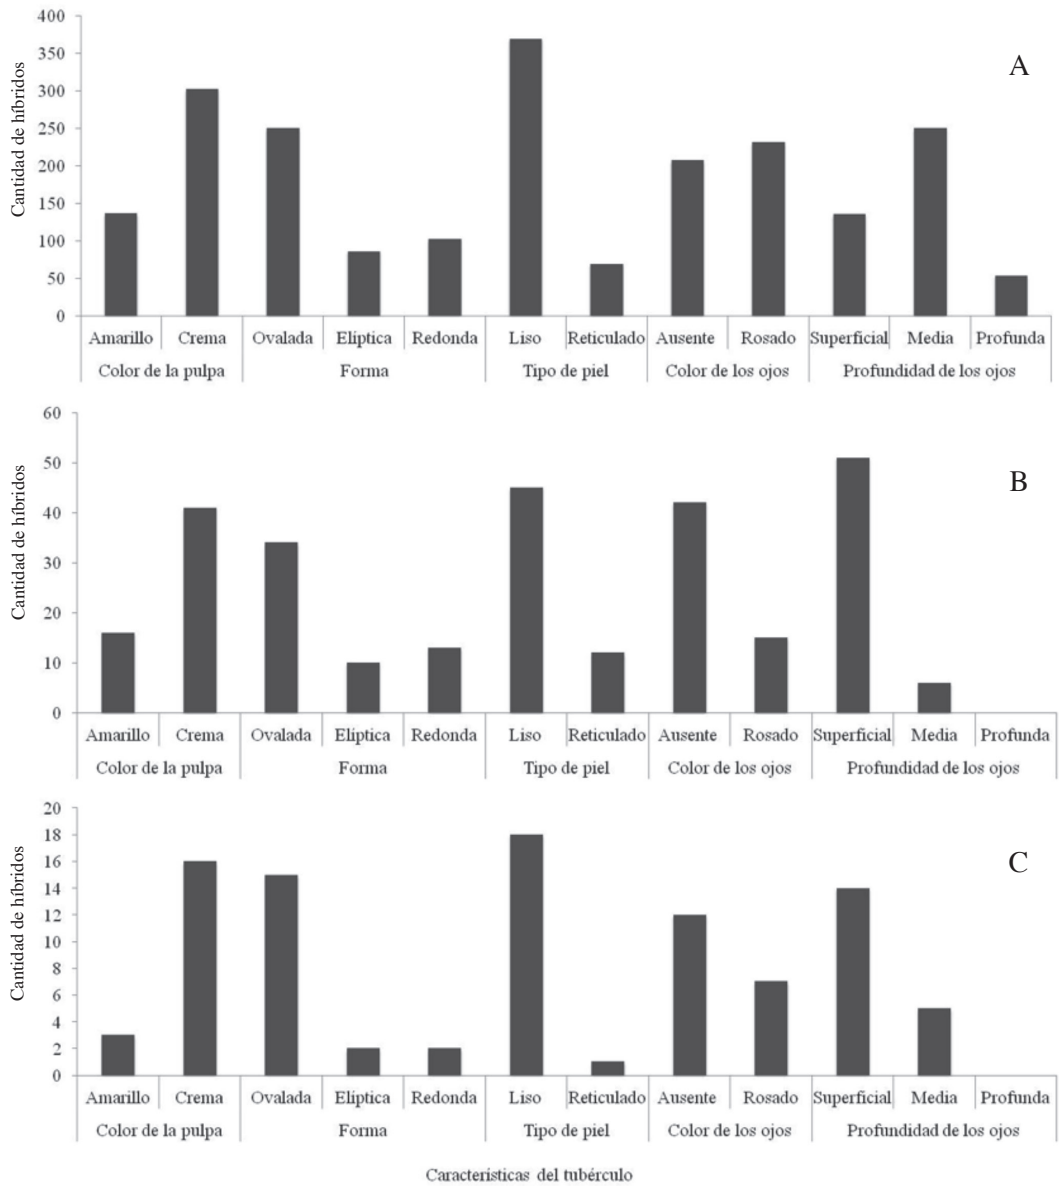 A
Cantidad de híbridos
400
350
300
250
200
150
100
50
0
Amarillo Crema Ovalada Elíptica Redonda Liso Reticulado Ausente Rosado Superficial Media Profunda
Color de la pulpa Forma Tipo de piel Color de los ojos Profundidad de los ojos
B
Cantidad de híbridos
60
50
40
30
20
10
0
Amarillo Crema Ovalada Elíptica Redonda Liso Reticulado Ausente Rosado Superficial Media Profunda
Color de la pulpa Forma Tipo de piel Color de los ojos Profundidad de los ojos
C
Cantidad de híbridos
20
18
16
14
12
10
8
6
4
2
0
Amarillo Crema Ovalada Elíptica Redonda Liso Reticulado Ausente Rosado Superficial Media Profunda
Color de la pulpa Forma Tipo de piel Color de los ojos Profundidad de los ojos
Características del tubérculo